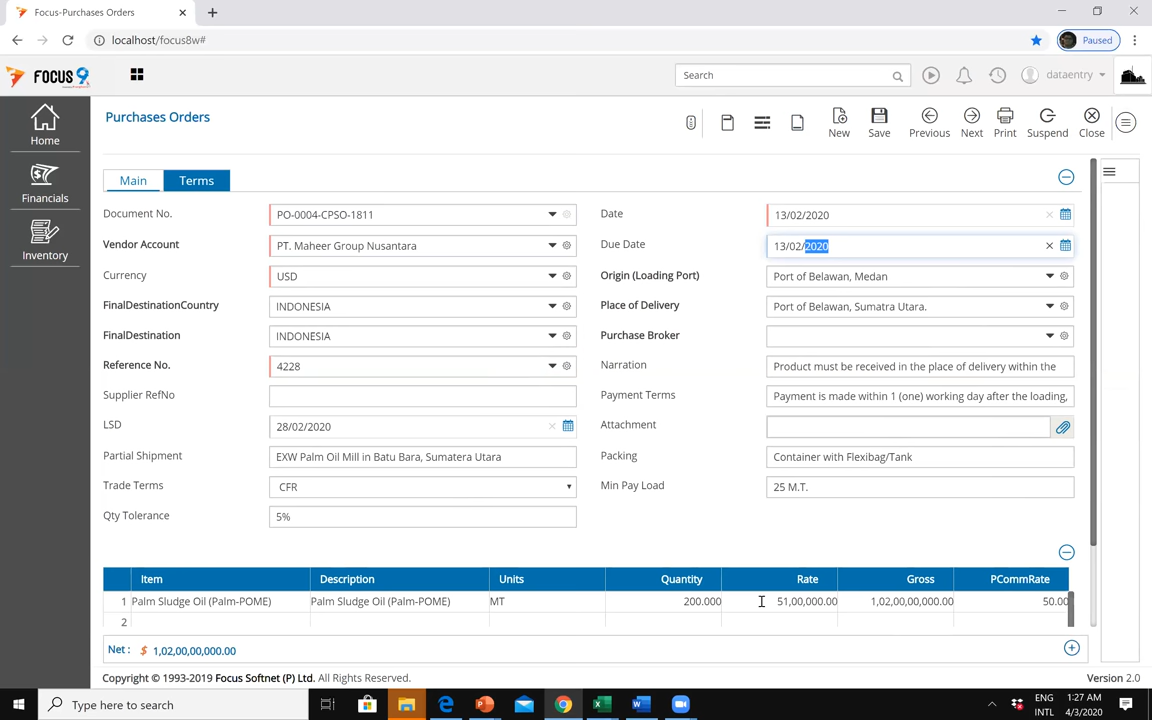 Focus-Purchases Orders
localhost/focus8w#
Paused
FOCUS 9
Search
dataentry
Home
Financials
Inventory
Purchases Orders
New
Save
Previous
Next
Print
Suspend
Close
Main
Terms
Document No.
PO-0004-CPSO-1811
Date
13/02/2020
Vendor Account
PT. Maheer Group Nusantara
Due Date
13/02/2020
Currency
USD
Origin (Loading Port)
Port of Belawan, Medan
FinalDestinationCountry
INDONESIA
Place of Delivery
Port of Belawan, Sumatra Utara.
FinalDestination
INDONESIA
Purchase Broker
Reference No.
4228
Narration
Product must be received in the place of delivery within the
Supplier RefNo
Payment Terms
Payment is made within 1 (one) working day after the loading,
LSD
28/02/2020
Attachment
Partial Shipment
EXW Palm Oil Mill in Batu Bara, Sumatera Utara
Packing
Container with Flexibag/Tank
Trade Terms
CFR
Min Pay Load
25 M.T.
Qty Tolerance
5%
Item Description Units Quantity Rate Gross PCommRate
1 Palm Sludge Oil (Palm-POME) Palm Sludge Oil (Palm-POME) MT 200.000 51,00,000.00 1,02,00,00,000.00 50.00
2
Net : $ 1,02,00,00,000.00
Copyright © 1993-2019 Focus Softnet (P) Ltd. All Rights Reserved.
Version 2.0
Type here to search
ENG
INTL
1:27 AM
4/3/2020